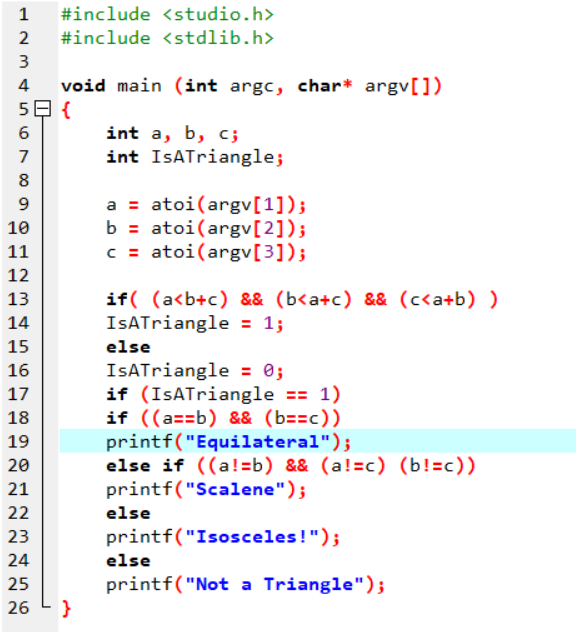 1 #include <studio.h>
2 #include <stdlib.h>
3
4 void main (int argc, char* argv[])
5 {
6 int a, b, c;
7 int IsATriangle;
8
9 a = atoi(argv[1]);
10 b = atoi(argv[2]);
11 c = atoi(argv[3]);
12
13 if( (a<b+c) && (b<a+c) && (c<a+b) )
14 IsATriangle = 1;
15 else
16 IsATriangle = 0;
17 if (IsATriangle == 1)
18 if ((a==b) && (b==c))
19 printf("Equilateral");
20 else if ((a!=b) && (a!=c) (b!=c))
21 printf("Scalene");
22 else
23 printf("Isosceles!");
24 else
25 printf("Not a Triangle");
26 }